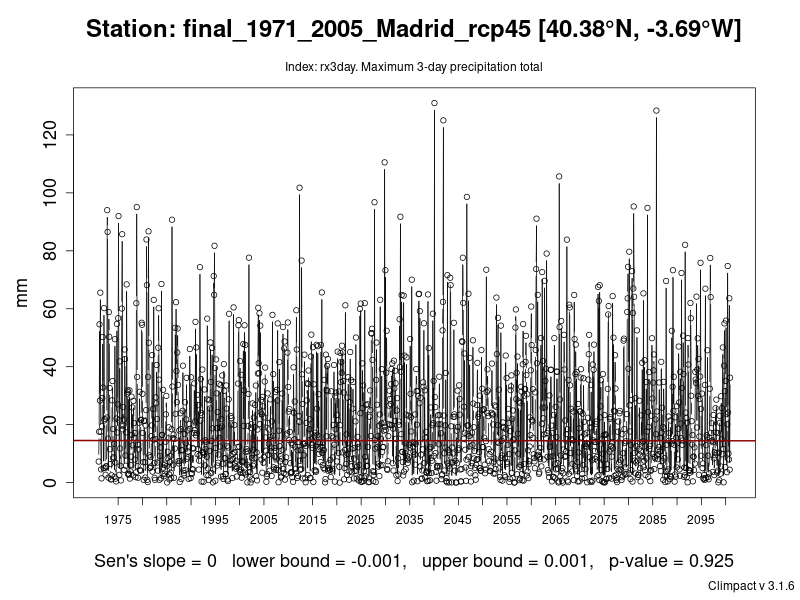 Station: final_1971_2005_Madrid_rcp45 [40.38°N, -3.69°W]
Index: rx3day. Maximum 3-day precipitation total
mm
120
100
80
60
40
20
0
1975 1985 1995 2005 2015 2025 2035 2045 2055 2065 2075 2085 2095
Sen's slope = 0 lower bound = -0.001, upper bound = 0.001, p-value = 0.925
Climpact v 3.1.6